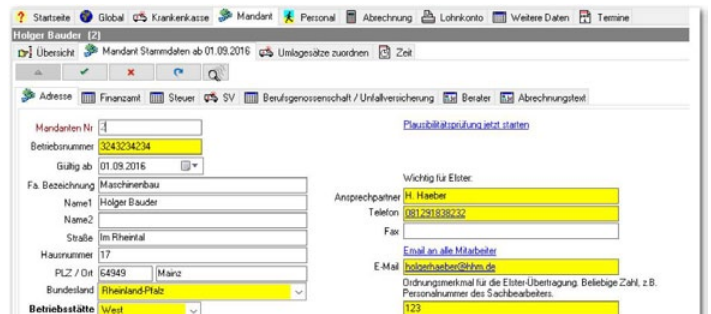 Startseite Global Krankenkasse Mandant Personal Abrechnung Lohnkonto Weitere Daten Termine
Holger Bauder (2)
Übersicht Mandant Stammdaten ab 01.09.2016 Umlagesätze zuordnen Zeit
Adresse Finanzamt Steuer SV Berufsgenossenschaft / Unfallversicherung Berater Abrechnungstext
Mandanten Nr
Plausibilitätsprüfung jetzt starten
Betriebsnummer 3243234234
Gültig ab 01.09.2016
Wichtig für Elster:
Fa. Bezeichnung Maschinenbau
Ansprechpartner H. Haeber
Name1 Holger Bauder
Telefon 081291838232
Name2
Fax
Straße Im Rheintal
Email an alle Mitarbeiter
Hausnummer 17
E-Mail holgerhaeber@hhm.de
PLZ / Ort 64949 Mainz
Ordnungsmerkmal für die Elster-Übertragung. Beliebige Zahl, z.B.
Personalnummer des Sachbearbeiters.
Bundesland Rheinland-Pfalz
Betriebsstätte West
123